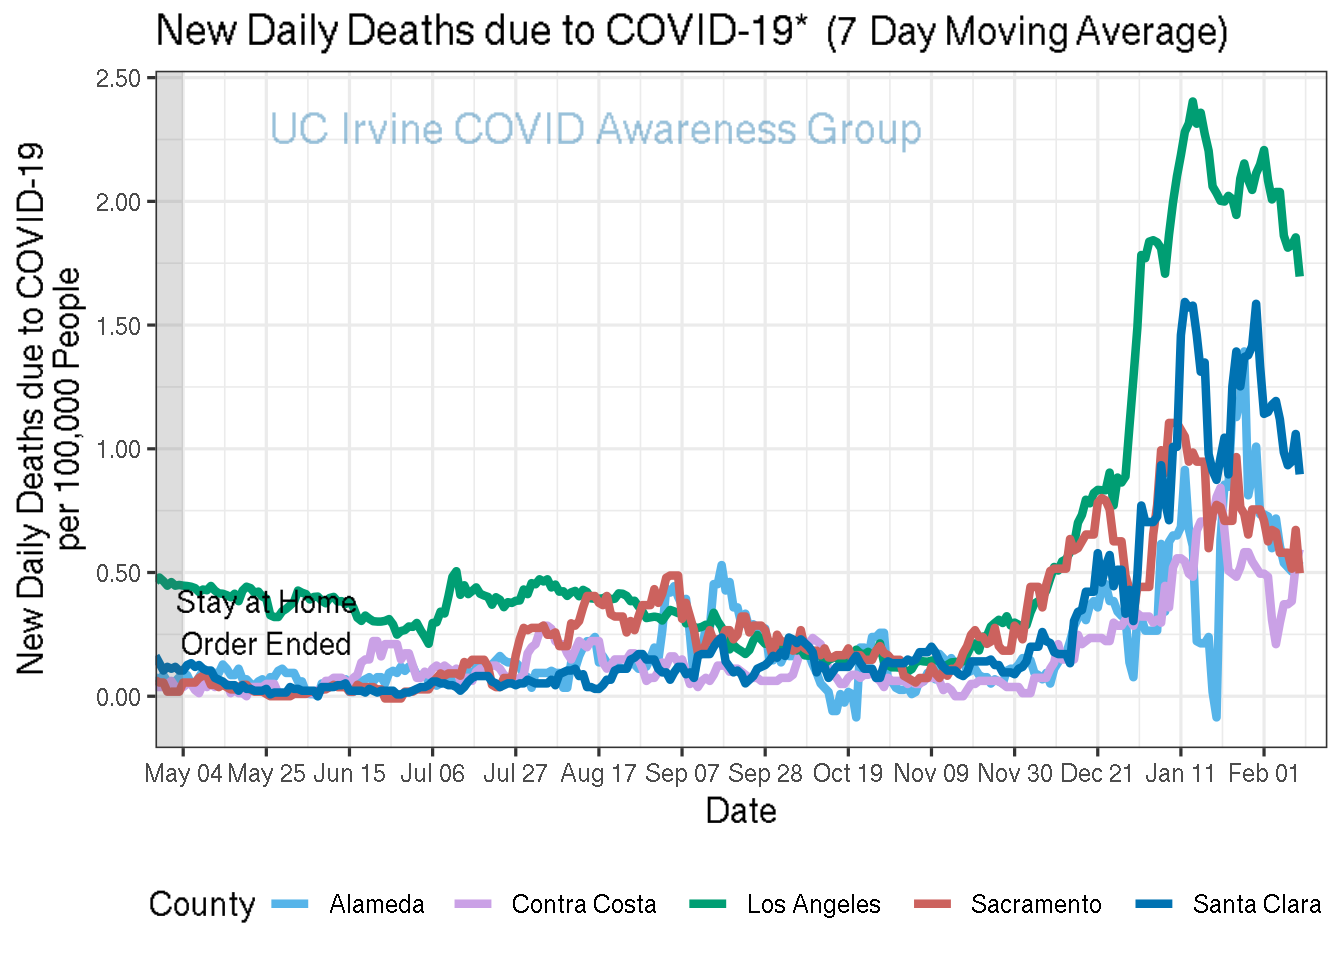 New Daily Deaths due to COVID-19* (7 Day Moving Average)
New Daily Deaths due to COVID-19
per 100,000 People
2.50
2.00
1.50
1.00
0.50
0.00
UC Irvine COVID Awareness Group
Stay at Home
Order Ended
May 04 May 25 Jun 15 Jul 06 Jul 27 Aug 17 Sep 07 Sep 28 Oct 19 Nov 09 Nov 30 Dec 21 Jan 11 Feb 01
Date
County Alameda Contra Costa Los Angeles Sacramento Santa Clara